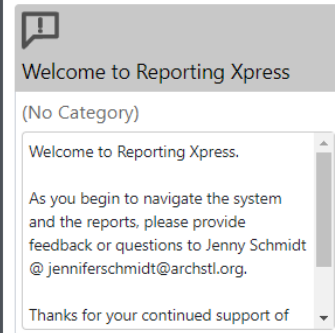 Welcome to Reporting Xpress
(No Category)
Welcome to Reporting Xpress.
As you begin to navigate the system
and the reports, please provide
feedback or questions to Jenny Schmidt
@ jenniferschmidt@archstl.org.
Thanks for your continued support of